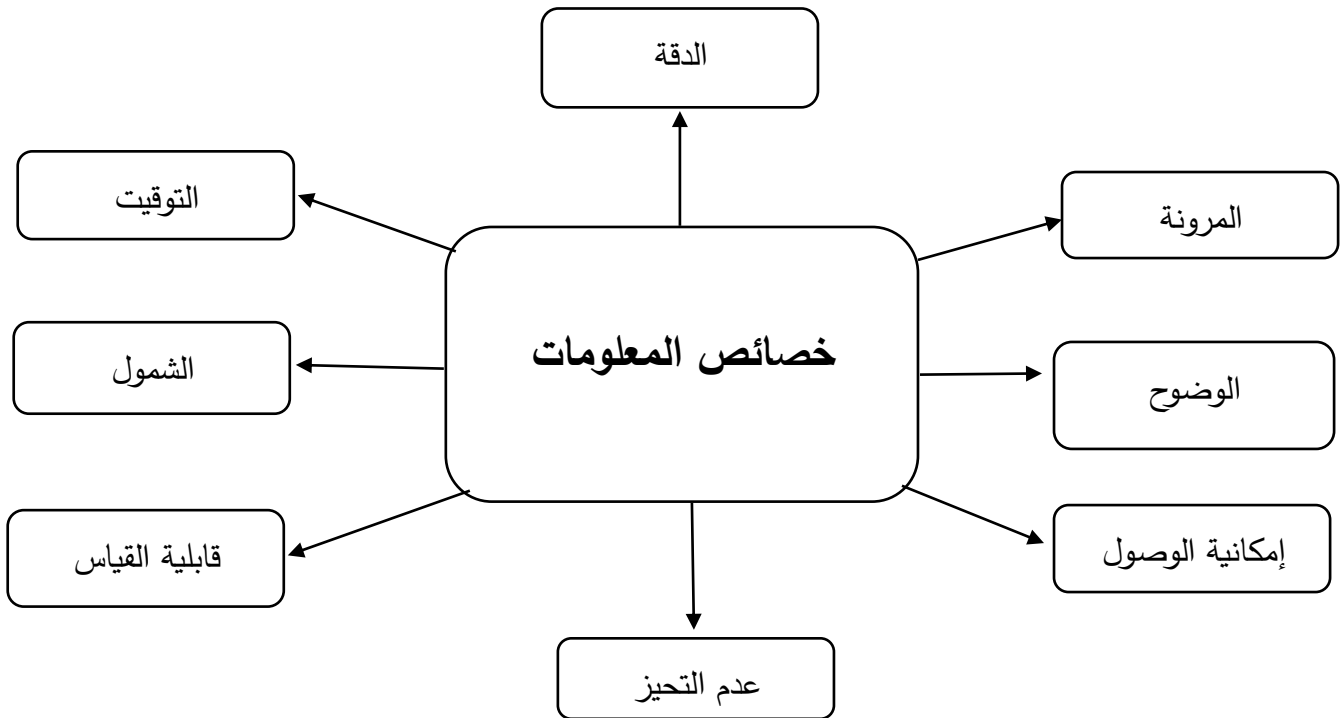 الدقة
المرونة
التوقيت
خصائص المعلومات
الوضوح
الشمول
إمكانية الوصول
قابلية القياس
عدم التحيز